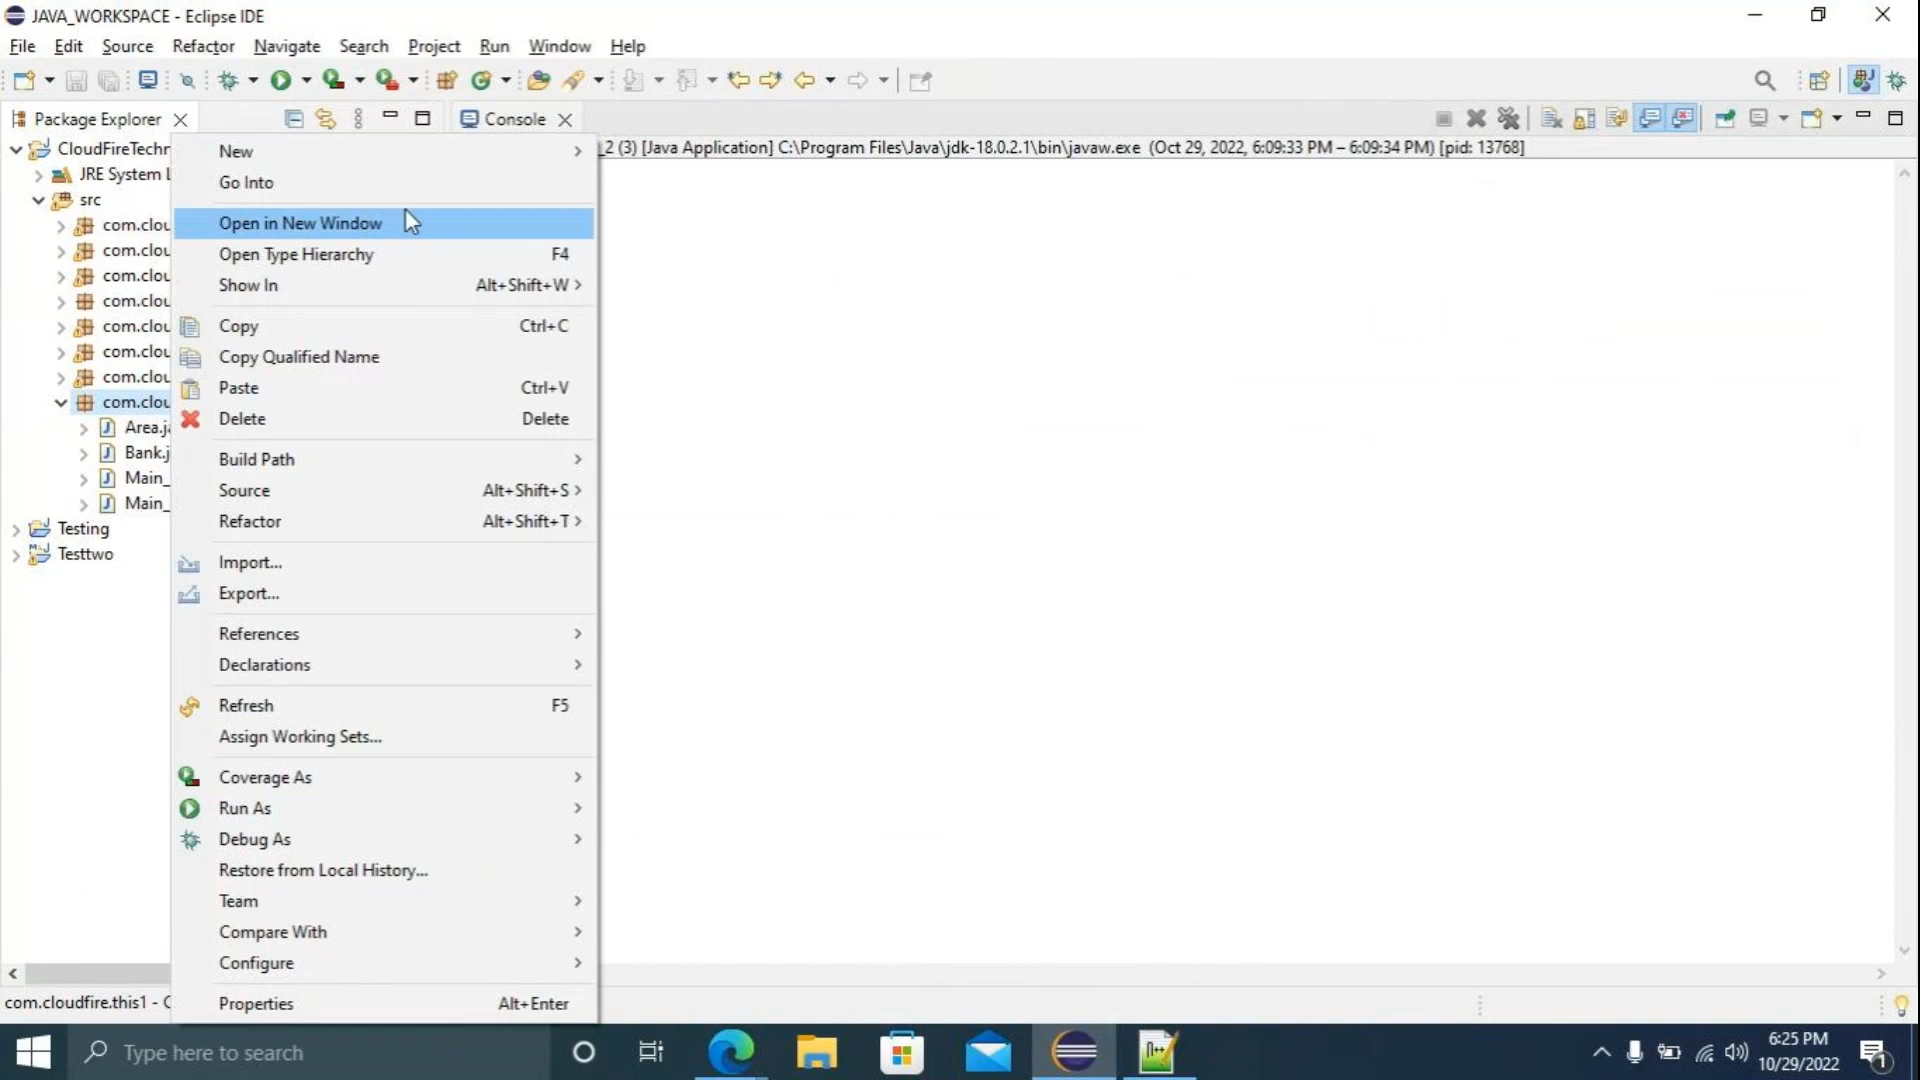 JAVA_WORKSPACE - Eclipse IDE
File Edit Source Refactor Navigate Search Project Run Window Help
Package Explorer
Console
_2 (3) [Java Application] C:\Program Files\Java\jdk-18.0.2.1\bin\javaw.exe (Oct 29, 2022, 6:09:33 PM – 6:09:34 PM) [pid: 13768]
CloudFireTechn
JRE System L
src
com.clou
com.clou
com.clou
com.clou
com.clou
com.clou
com.clou
com.clou
Area.ja
Bank.j
Main_
Main_
Testing
Testtwo
New
Go Into
Open in New Window
Open Type Hierarchy F4
Show In Alt+Shift+W
Copy Ctrl+C
Copy Qualified Name
Paste Ctrl+V
Delete Delete
Build Path
Source Alt+Shift+S
Refactor Alt+Shift+T
Import...
Export...
References
Declarations
Refresh F5
Assign Working Sets...
Coverage As
Run As
Debug As
Restore from Local History...
Team
Compare With
Configure
Properties Alt+Enter
com.cloudfire.this1 - C
Type here to search
6:25 PM
10/29/2022
1